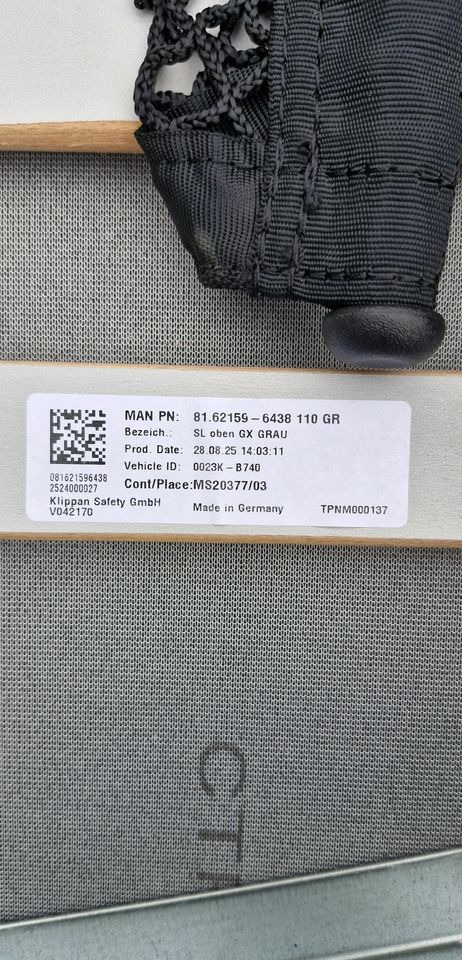 MAN PN: 81.62159-6438 110 GR
Bezeich.: SL oben GX GRAU
Prod. Date: 28.08.25 14:03:11
Vehicle ID: 0023K-B740
Cont/Place:MS20377/03
081621596438
2524000027
Klippan Safety GmbH Made in Germany TPNM000137
V042170